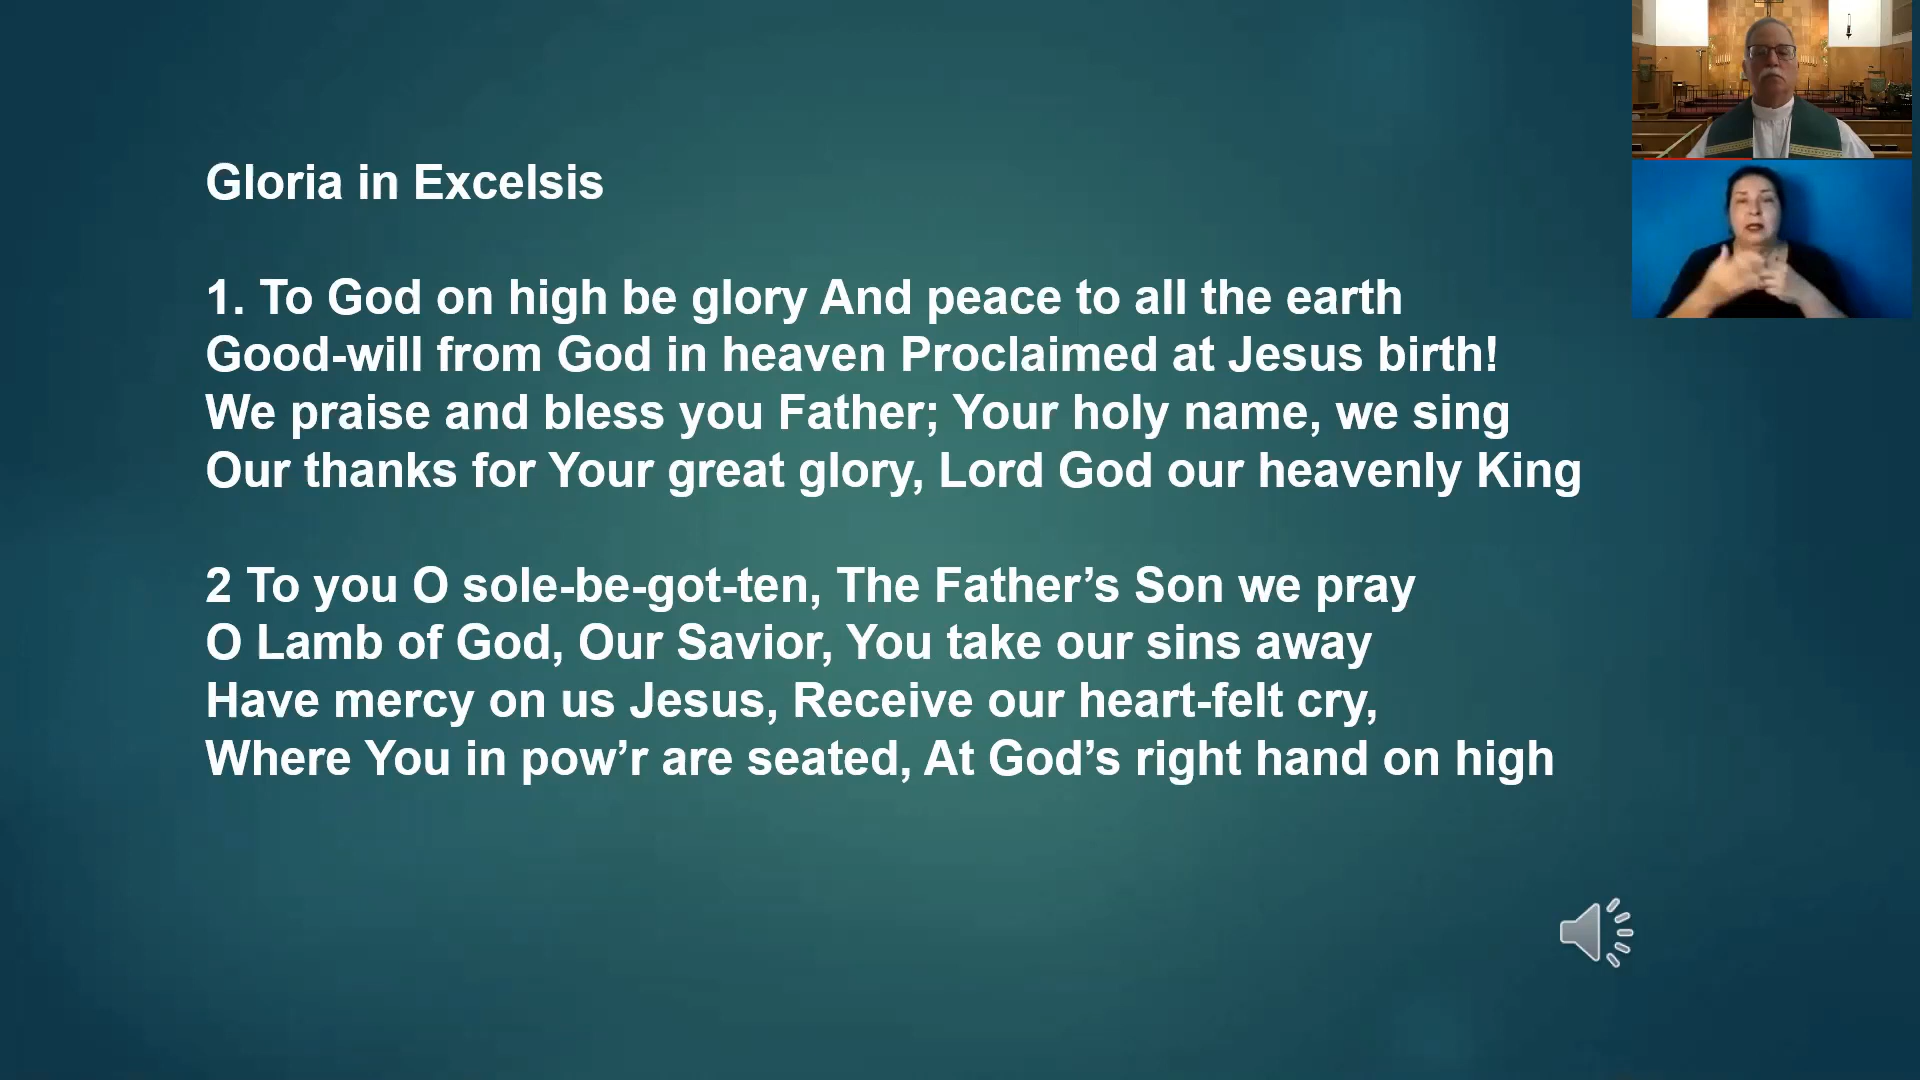 Gloria in Excelsis
1. To God on high be glory And peace to all the earth
Good-will from God in heaven Proclaimed at Jesus birth!
We praise and bless you Father; Your holy name, we sing
Our thanks for Your great glory, Lord God our heavenly King
2 To you O sole-be-got-ten, The Father’s Son we pray
O Lamb of God, Our Savior, You take our sins away
Have mercy on us Jesus, Receive our heart-felt cry,
Where You in pow’r are seated, At God’s right hand on high